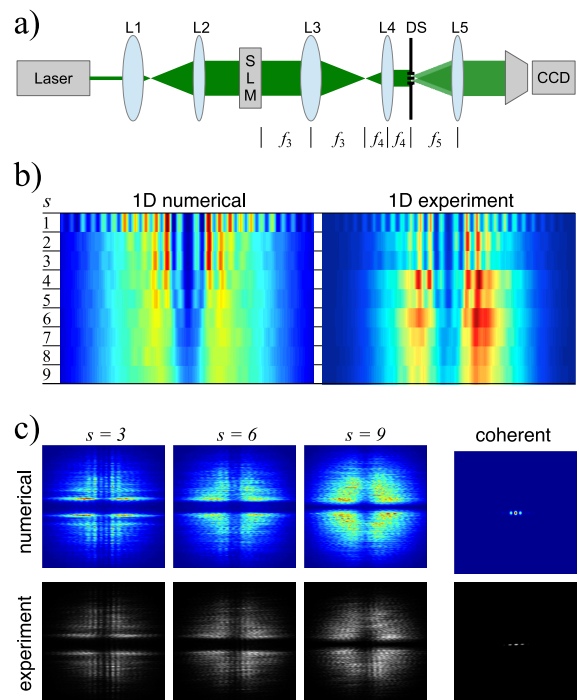 a)
L1 L2 L3 L4 DS L5
Laser
SLM
CCD
f3 f3 f4 f4 f5
b)
s 1D numerical 1D experiment
1
2
3
4
5
6
7
8
9
c)
s = 3 s = 6 s = 9 coherent
numerical
experiment